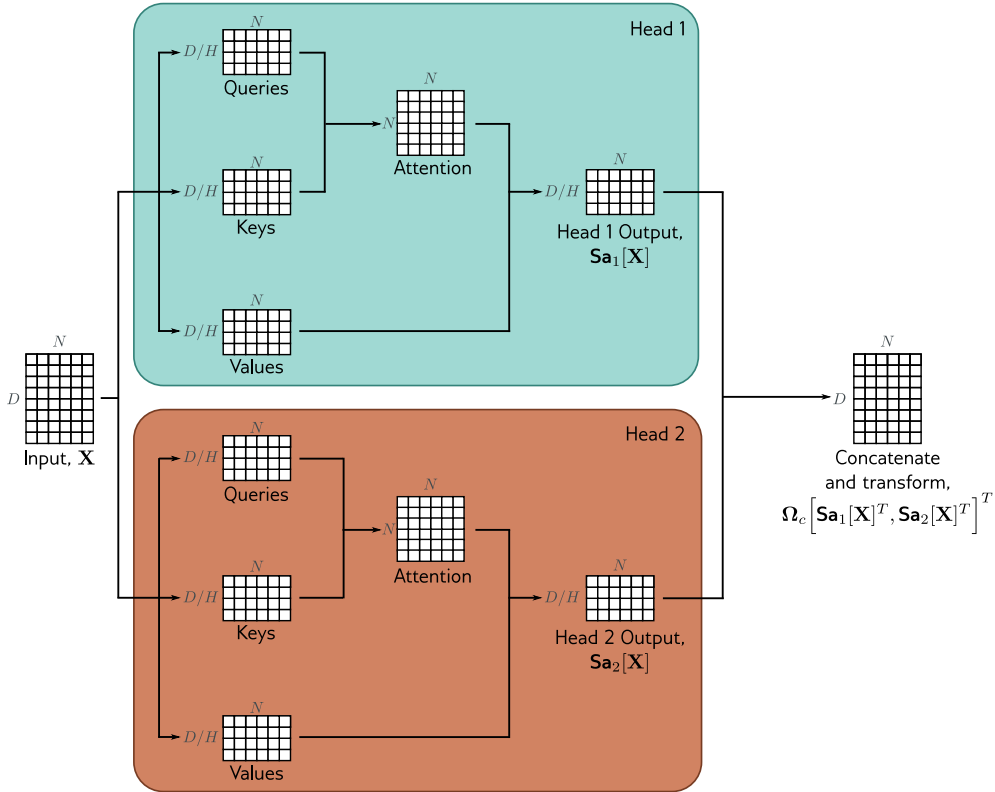 Head 1
N
D/H
Queries
N
D/H
Keys
N
D/H
Values
N
N
Attention
N
D/H
Head 1 Output,
Sa₁[X]
N
D
Input, X
Head 2
N
D/H
Queries
N
D/H
Keys
N
D/H
Values
N
N
Attention
N
D/H
Head 2 Output,
Sa₂[X]
N
D
Concatenate
and transform,
Ω_c[Sa₁[X]ᵀ, Sa₂[X]ᵀ]ᵀ